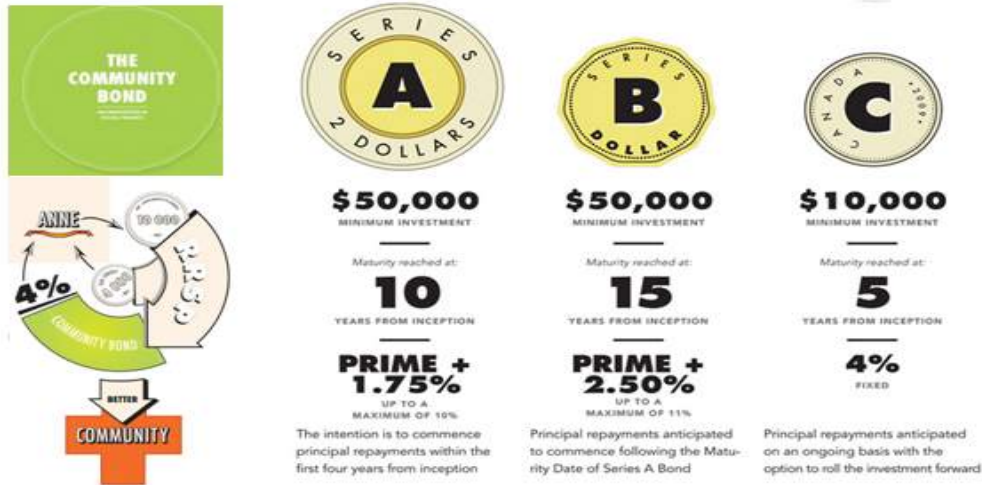 THE
COMMUNITY
BOND
ANNE
10 000
R.R.S.P
4%
COMMUNITY BOND
BETTER
COMMUNITY
SERIES
A
2 DOLLARS
$50,000
MINIMUM INVESTMENT
Maturity reached at:
10
YEARS FROM INCEPTION
PRIME +
1.75%
UP TO A
MAXIMUM OF 10%
The intention is to commence
principal repayments within the
first four years from inception
SERIES
B
DOLLAR
$50,000
MINIMUM INVESTMENT
Maturity reached at:
15
YEARS FROM INCEPTION
PRIME +
2.50%
UP TO A
MAXIMUM OF 11%
Principal repayments anticipated
to commence following the Matu-
rity Date of Series A Bond
CANADA
C
•2009•
$10,000
MINIMUM INVESTMENT
Maturity reached at:
5
YEARS FROM INCEPTION
4%
FIXED
Principal repayments anticipated
on an ongoing basis with the
option to roll the investment forward